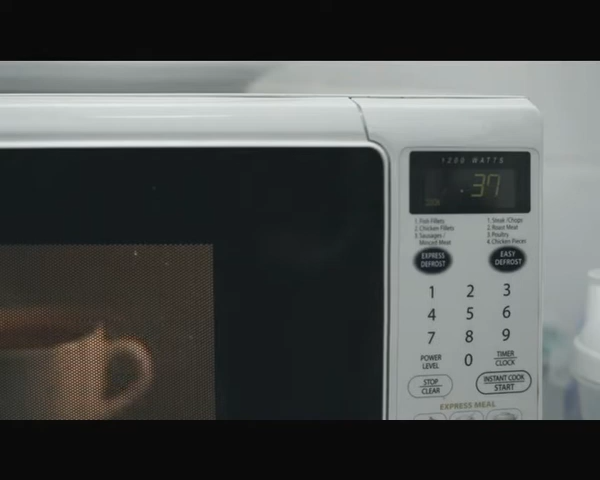 1200 WATTS
.37
COOK
1. Fish Fillets
2. Chicken Fillets
3. Sausages /
Minced Meat
1. Steak /Chops
2. Roast Meat
3. Poultry
4. Chicken Pieces
EXPRESS
DEFROST
EASY
DEFROST
1 2 3
4 5 6
7 8 9
POWER
LEVEL
0
TIMER
CLOCK
STOP
CLEAR
INSTANT COOK
START
EXPRESS MEAL